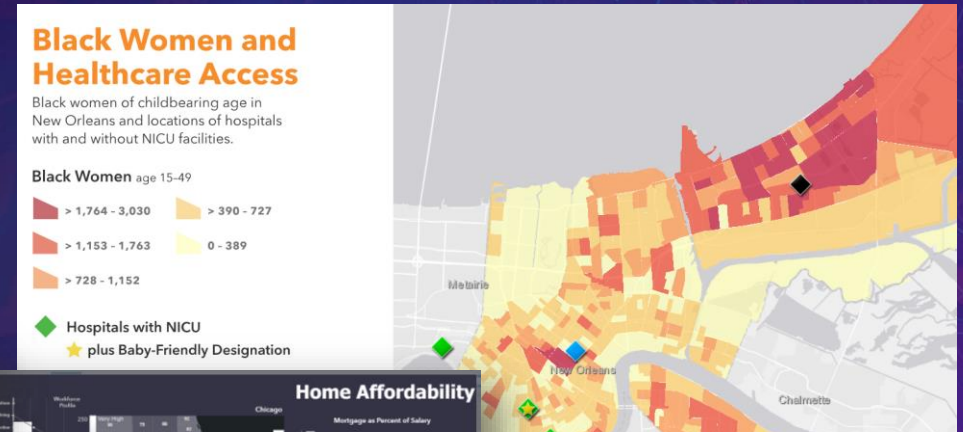 Black Women and
Healthcare Access
Black women of childbearing age in
New Orleans and locations of hospitals
with and without NICU facilities.
Black Women age 15-49
> 1,764 - 3,030
> 390 - 727
> 1,153 - 1,763
0 - 389
> 728 - 1,152
Hospitals with NICU
plus Baby-Friendly Designation
Metairie
New Orleans
Chalmette
Home Affordability
Workforce
Profile
Chicago
Mortgage as Percent of Salary